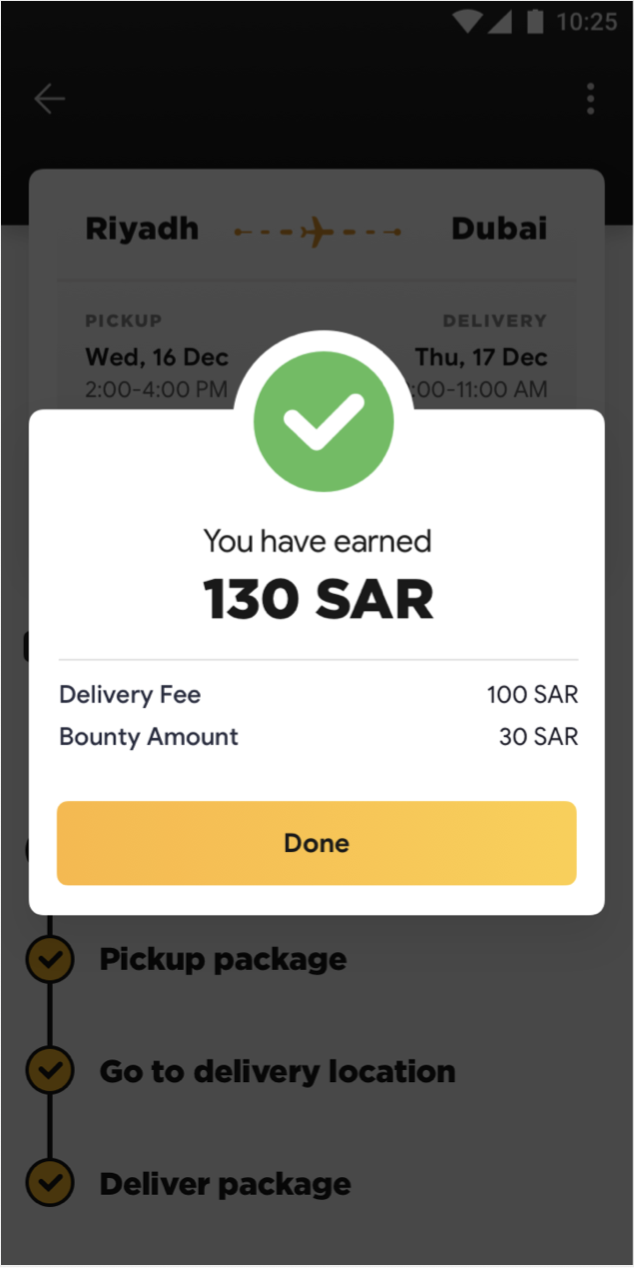 10:25
Riyadh Dubai
PICKUP DELIVERY
Wed, 16 Dec Thu, 17 Dec
2:00-4:00 PM :00-11:00 AM
You have earned
130 SAR
Delivery Fee 100 SAR
Bounty Amount 30 SAR
Done
Pickup package
Go to delivery location
Deliver package